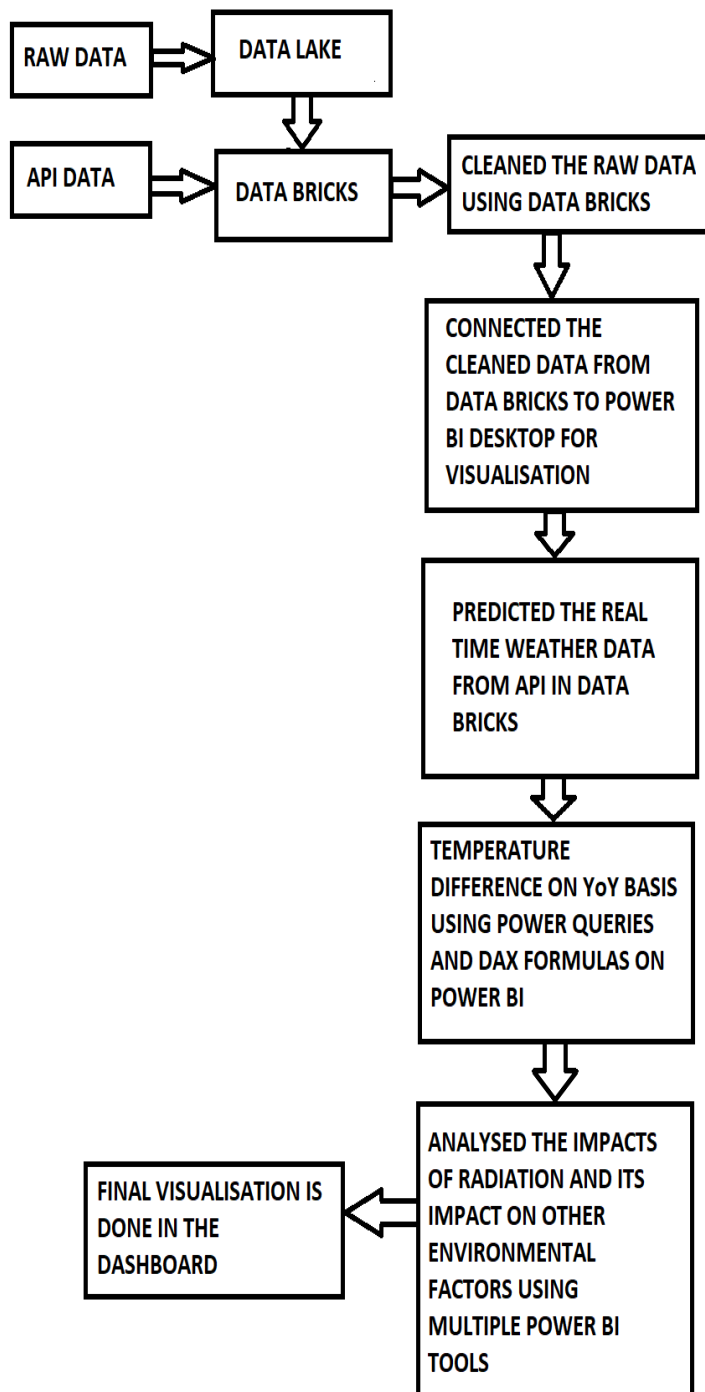 RAW DATA
DATA LAKE
API DATA
DATA BRICKS
CLEANED THE RAW DATA
USING DATA BRICKS
CONNECTED THE
CLEANED DATA FROM
DATA BRICKS TO POWER
BI DESKTOP FOR
VISUALISATION
PREDICTED THE REAL
TIME WEATHER DATA
FROM API IN DATA
BRICKS
TEMPERATURE
DIFFERENCE ON YoY BASIS
USING POWER QUERIES
AND DAX FORMULAS ON
POWER BI
ANALYSED THE IMPACTS
OF RADIATION AND ITS
IMPACT ON OTHER
ENVIRONMENTAL
FACTORS USING
MULTIPLE POWER BI
TOOLS
FINAL VISUALISATION IS
DONE IN THE
DASHBOARD